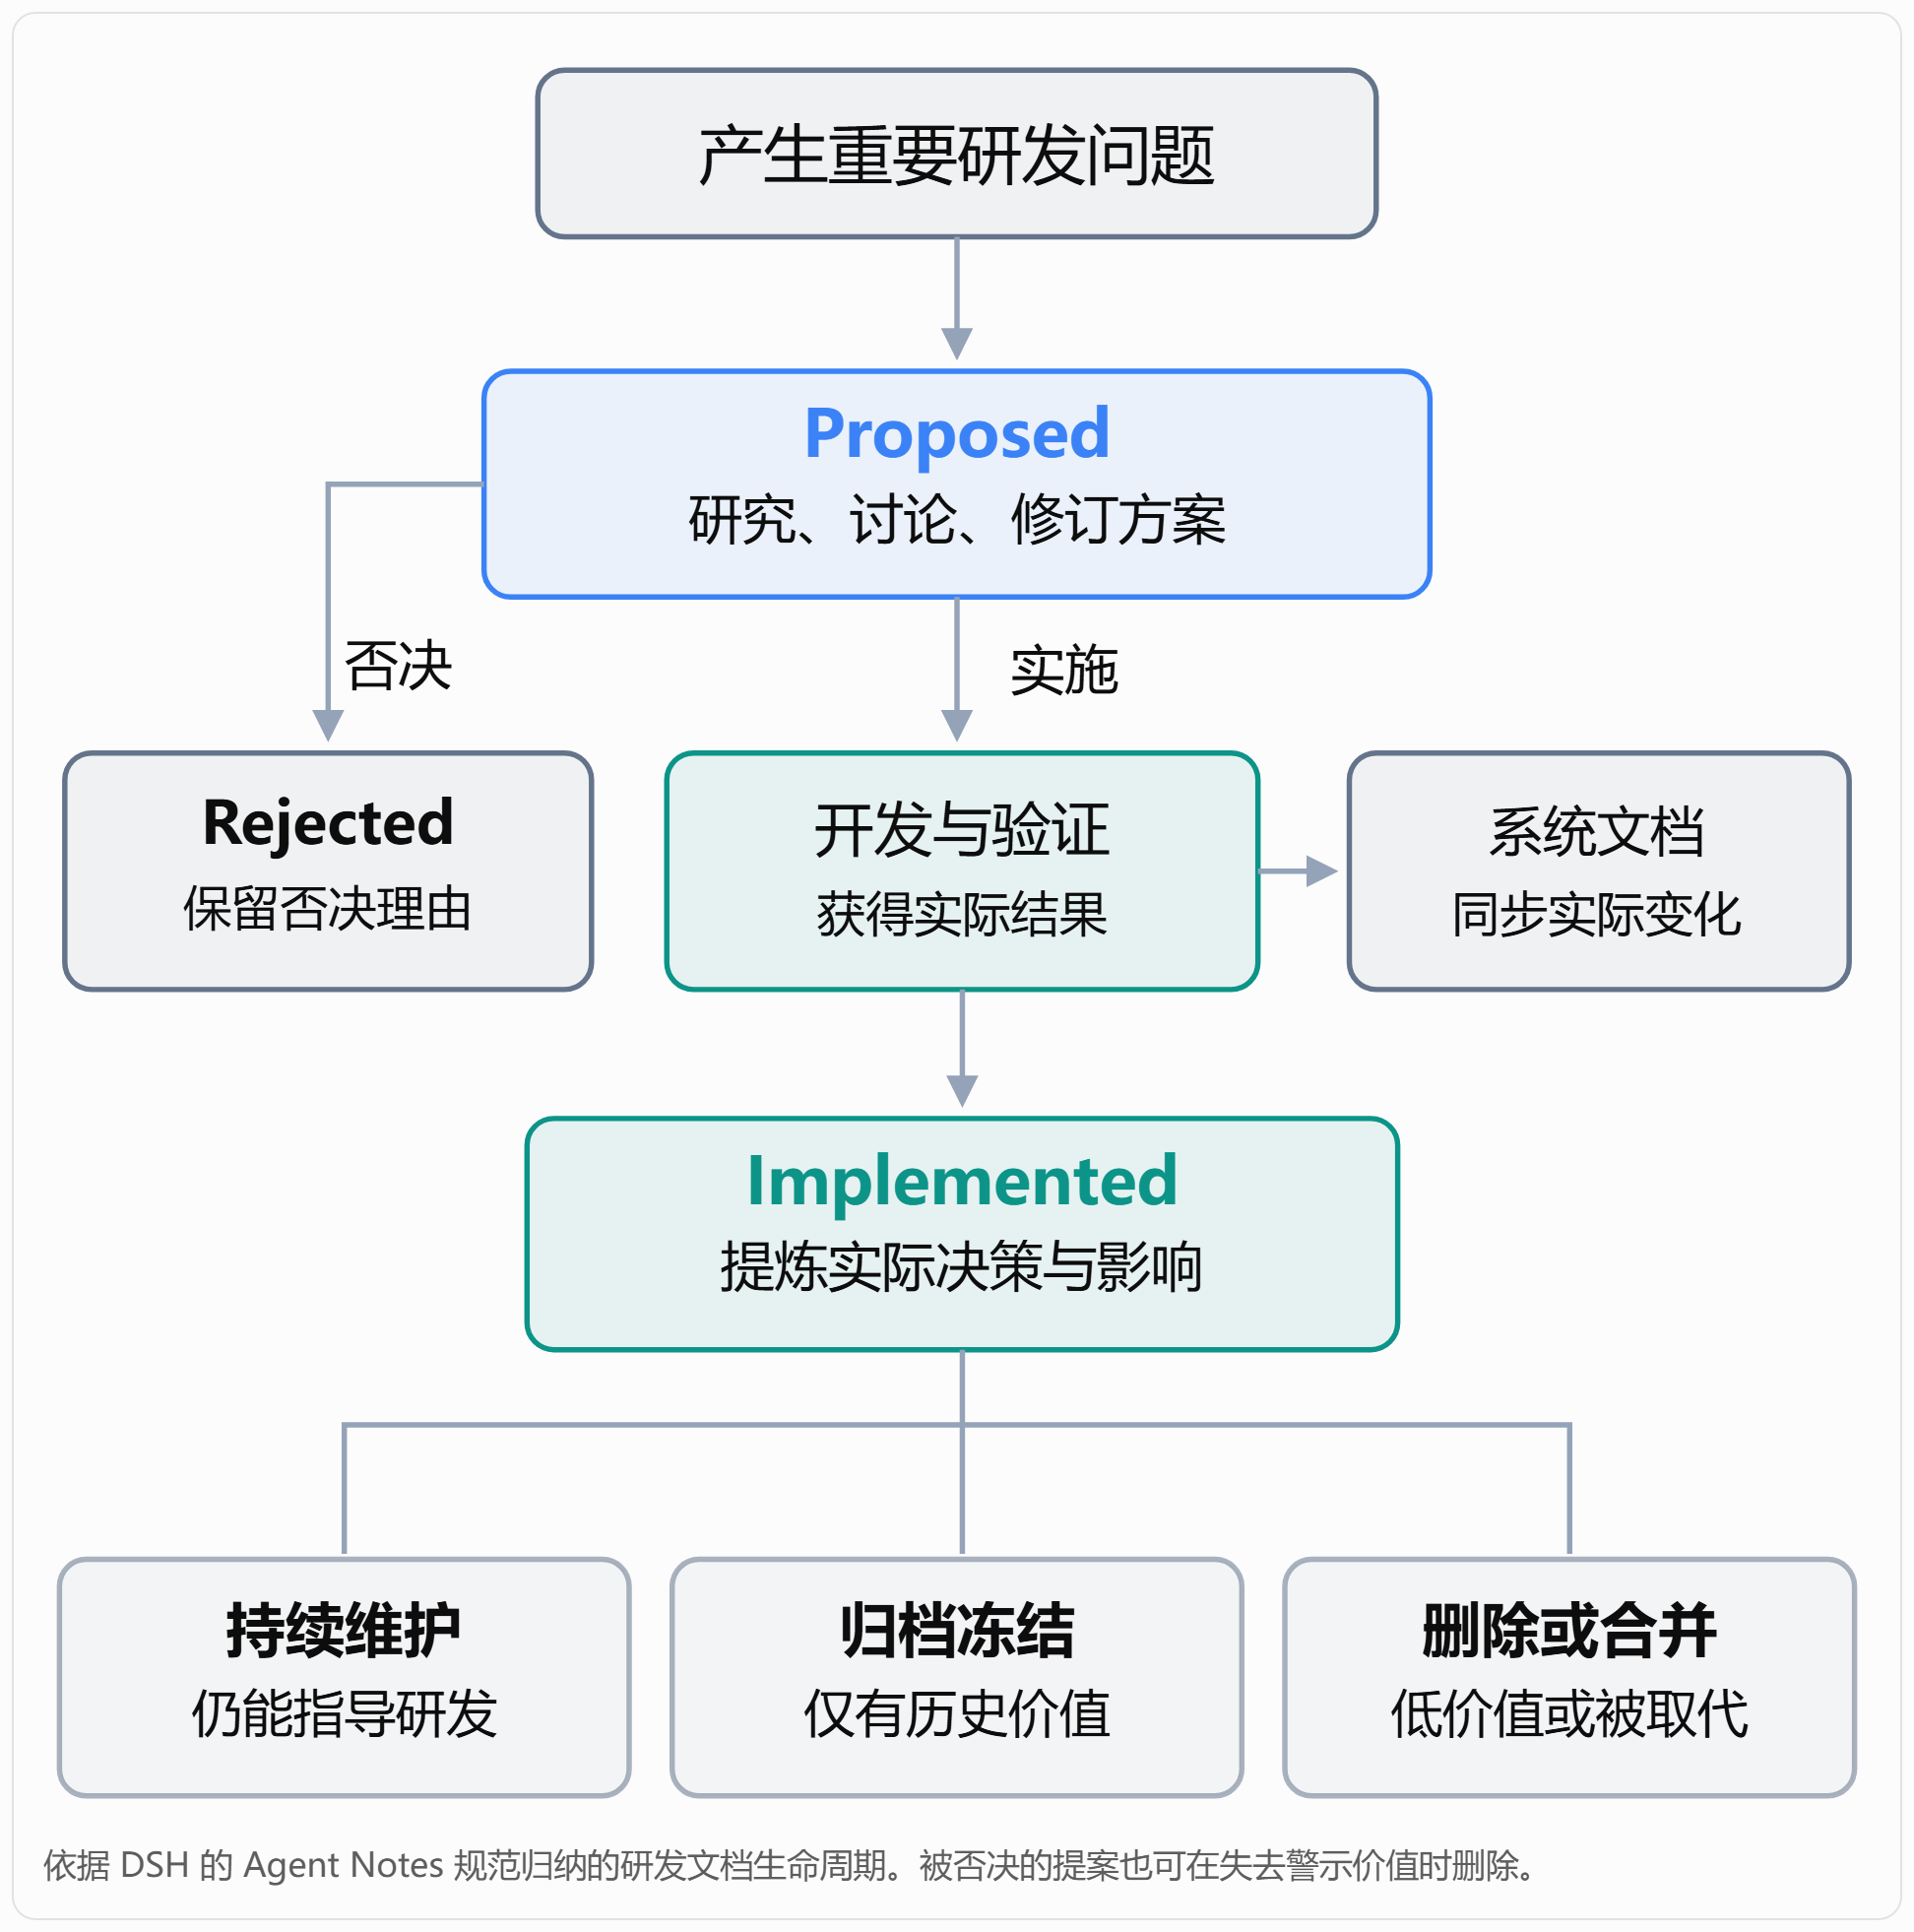 产生重要研发问题
Proposed
研究、讨论、修订方案
否决
实施
Rejected
保留否决理由
开发与验证
获得实际结果
系统文档
同步实际变化
Implemented
提炼实际决策与影响
持续维护
仍能指导研发
归档冻结
仅有历史价值
删除或合并
低价值或被取代
依据 DSH 的 Agent Notes 规范归纳的研发文档生命周期。被否决的提案也可在失去警示价值时删除。